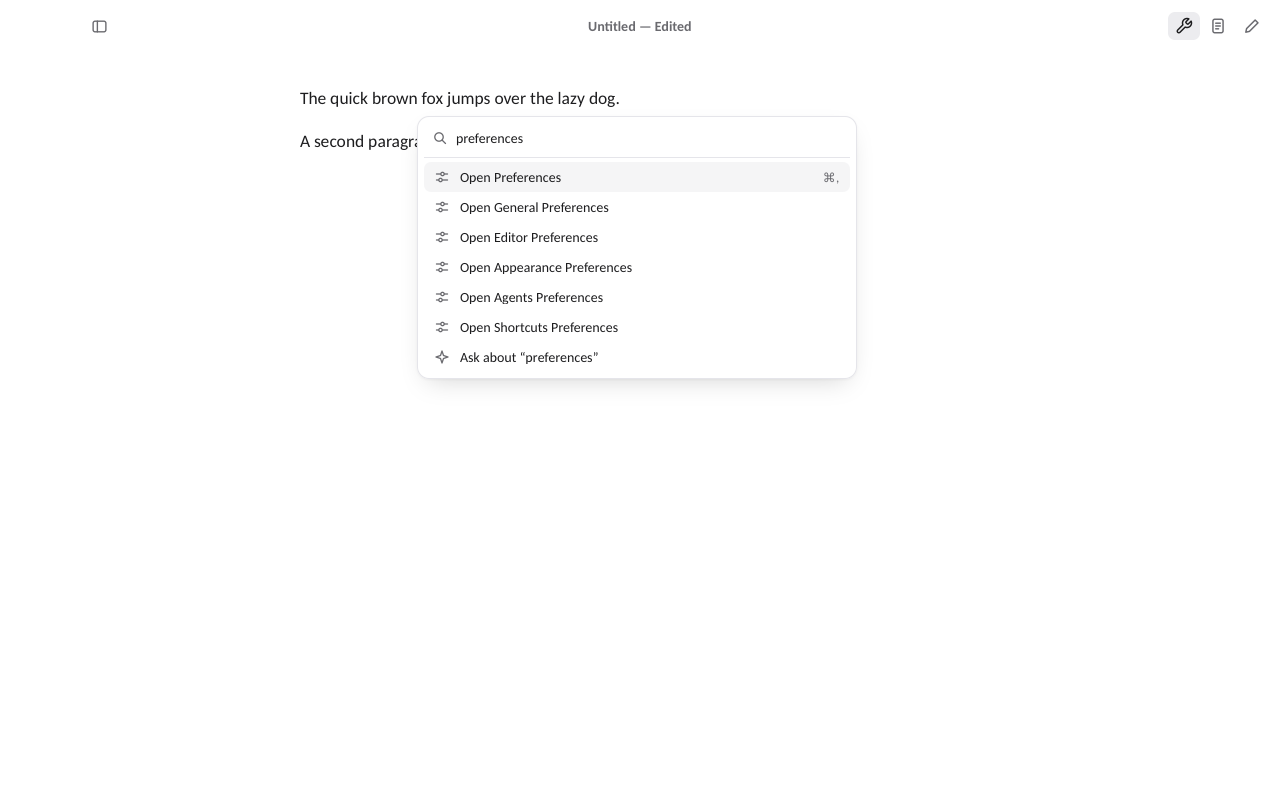 Untitled — Edited
The quick brown fox jumps over the lazy dog.
A second paragra
preferences
Open Preferences ⌘,
Open General Preferences
Open Editor Preferences
Open Appearance Preferences
Open Agents Preferences
Open Shortcuts Preferences
Ask about “preferences”